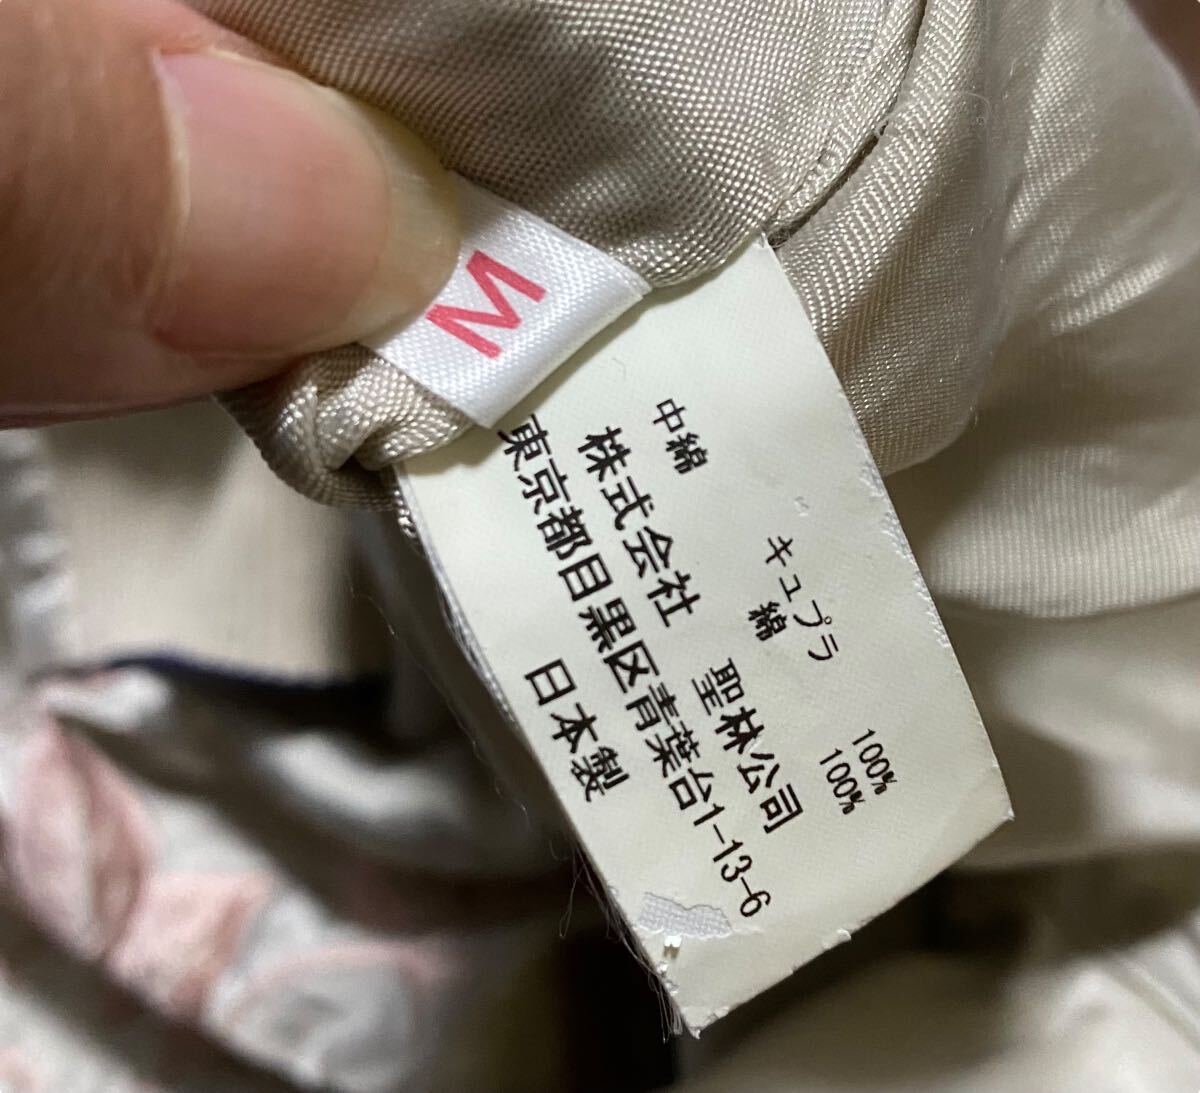 M
キュプラ 100%
中綿 綿 100%
株式会社 聖林公司
東京都目黒区青葉台1-13-6
日本製